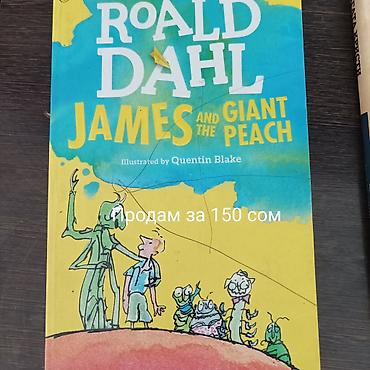 ROALD
DAHL
JAMES AND THE GIANT PEACH
Illustrated by Quentin Blake
Продам за 150 сом